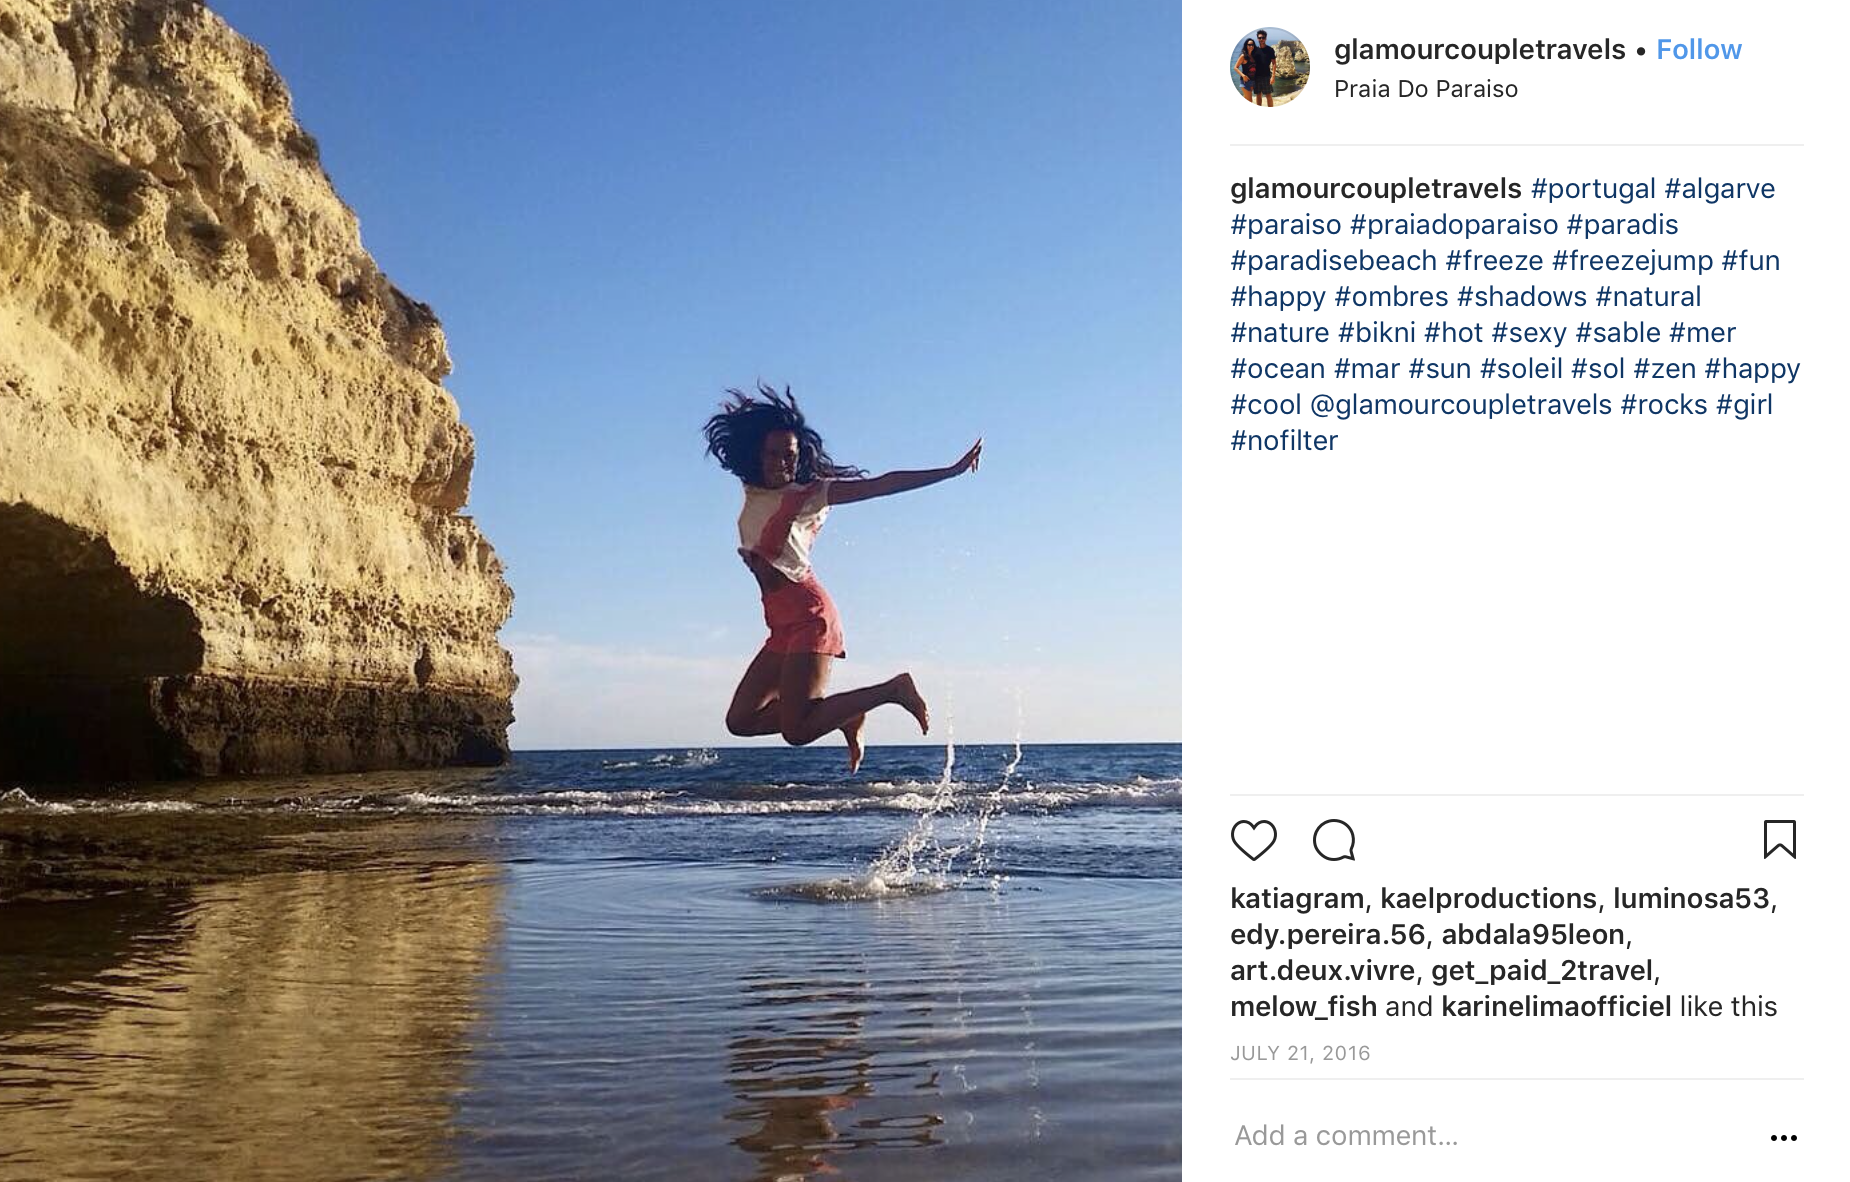 glamourcoupletravels • Follow
Praia Do Paraiso
glamourcoupletravels #portugal #algarve
#paraiso #praiadoparaiso #paradis
#paradisebeach #freeze #freezejump #fun
#happy #ombres #shadows #natural
#nature #bikni #hot #sexy #sable #mer
#ocean #mar #sun #soleil #sol #zen #happy
#cool @glamourcoupletravels #rocks #girl
#nofilter
katiagram, kaelproductions, luminosa53,
edy.pereira.56, abdala95leon,
art.deux.vivre, get_paid_2travel,
melow_fish and karinelimaofficiel like this
JULY 21, 2016
Add a comment...